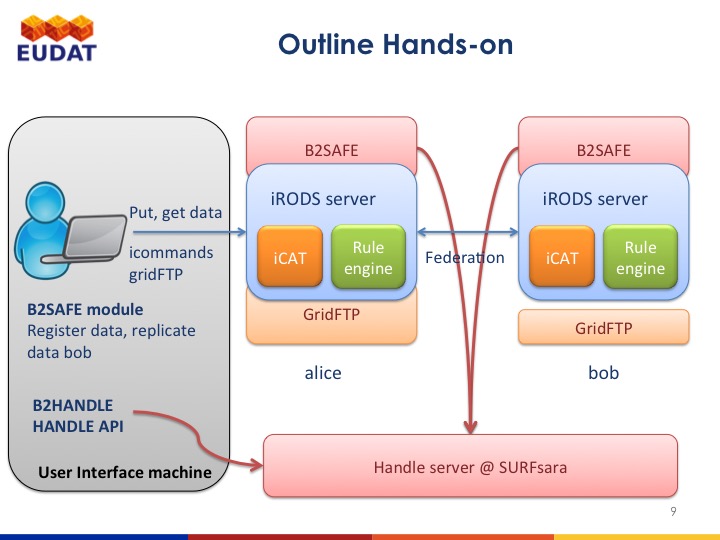 EUDAT
Outline Hands-on
Put, get data
icommands
gridFTP
B2SAFE module
Register data, replicate
data bob
B2HANDLE
HANDLE API
User Interface machine
B2SAFE
iRODS server
iCAT
Rule
engine
GridFTP
alice
Federation
B2SAFE
iRODS server
iCAT
Rule
engine
GridFTP
bob
Handle server @ SURFsara
9